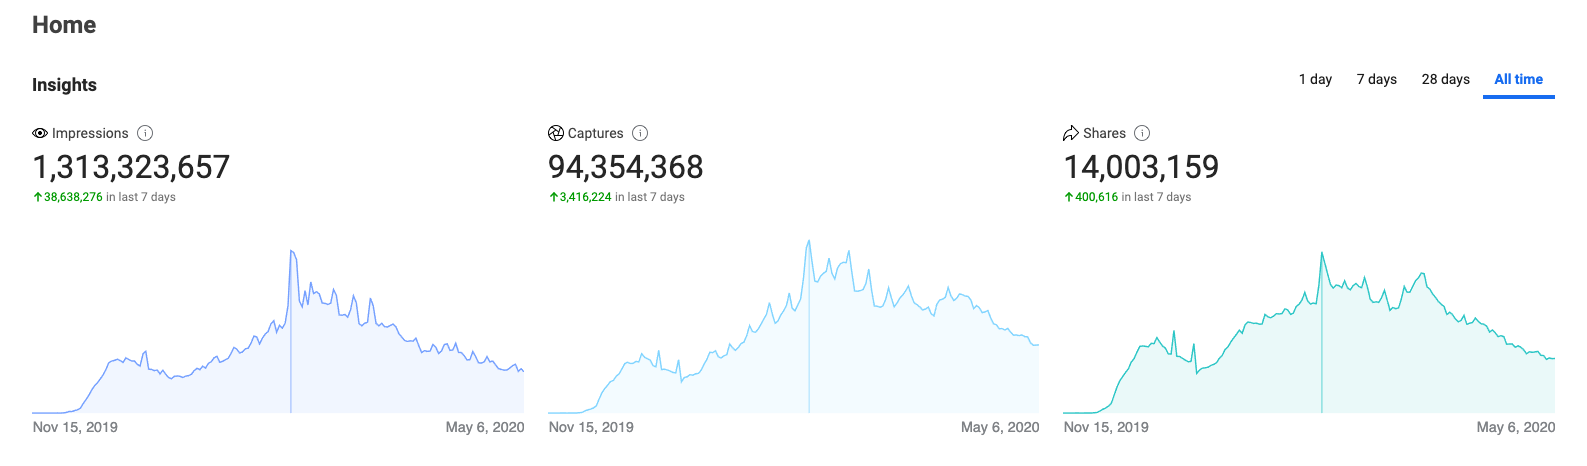 Home
Insights
1 day 7 days 28 days All time
Impressions
1,313,323,657
38,638,276 in last 7 days
Nov 15, 2019 May 6, 2020
Captures
94,354,368
3,416,224 in last 7 days
Nov 15, 2019 May 6, 2020
Shares
14,003,159
400,616 in last 7 days
Nov 15, 2019 May 6, 2020